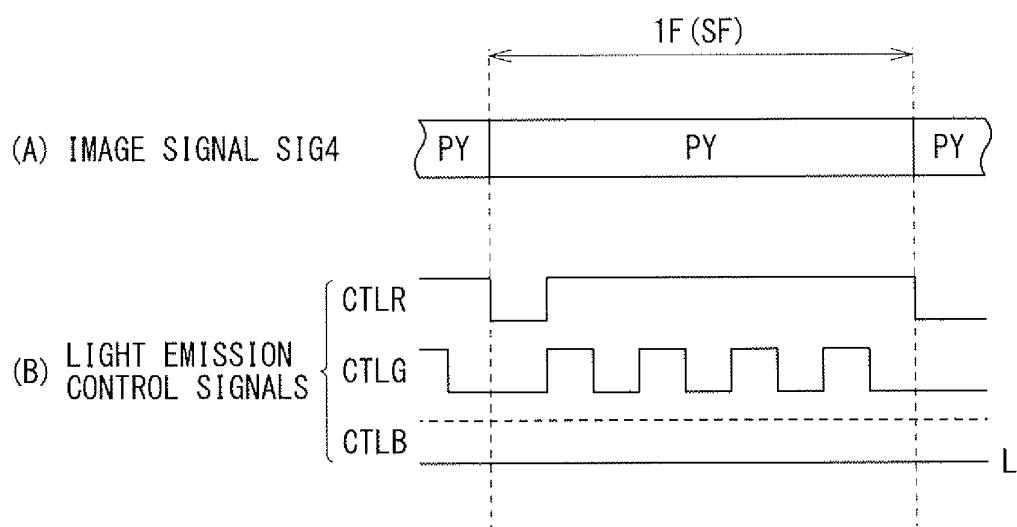 1F(SF)
(A) IMAGE SIGNAL SIG4
PY
PY
PY
(B) LIGHT EMISSION
CONTROL SIGNALS
CTLR
CTLG
CTLB
L